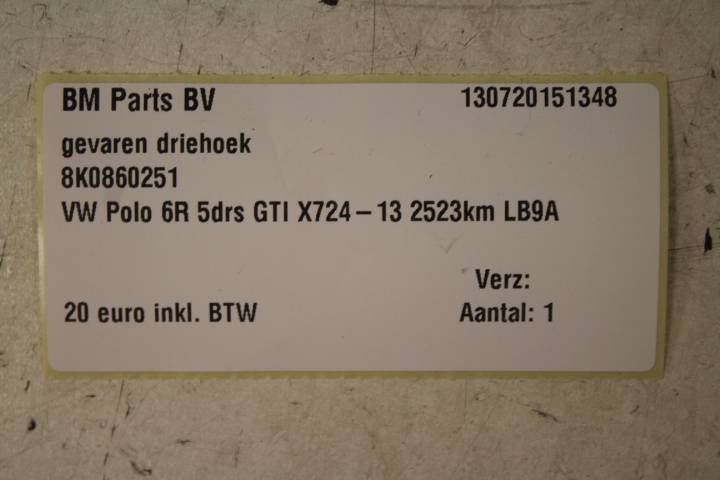 BM Parts BV 130720151348
gevaren driehoek
8K0860251
VW Polo 6R 5drs GTI X724-13 2523km LB9A
Verz:
20 euro inkl. BTW Aantal: 1